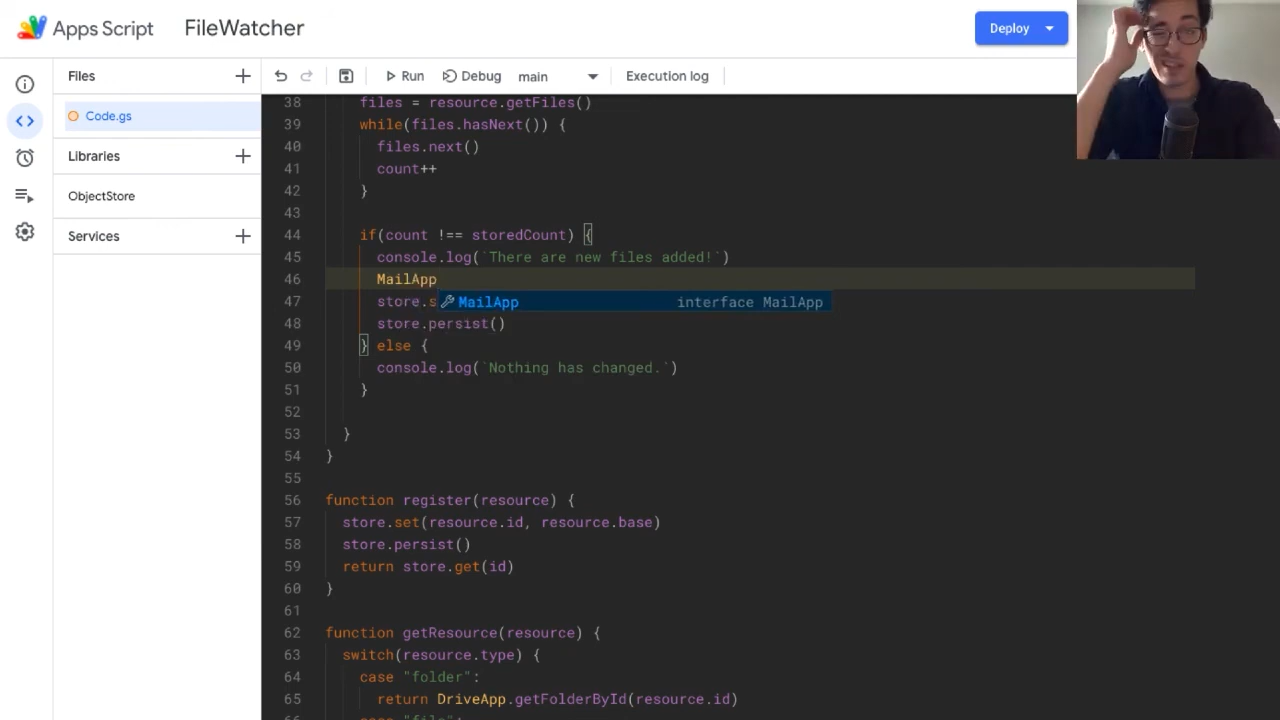 Apps Script
FileWatcher
Deploy
Files
Run
Debug
main
Execution log
Code.gs
Libraries
ObjectStore
Services
38 files = resource.getFiles()
39 while(files.hasNext()) {
40 files.next()
41 count++
42 }
43
44 if(count !== storedCount) {
45 console.log(`There are new files added!`)
46 MailApp
MailApp interface MailApp
47 store.s
48 store.persist()
49 } else {
50 console.log(`Nothing has changed.`)
51 }
52
53 }
54 }
55
56 function register(resource) {
57 store.set(resource.id, resource.base)
58 store.persist()
59 return store.get(id)
60 }
61
62 function getResource(resource) {
63 switch(resource.type) {
64 case "folder":
65 return DriveApp.getFolderById(resource.id)
66 case "file":